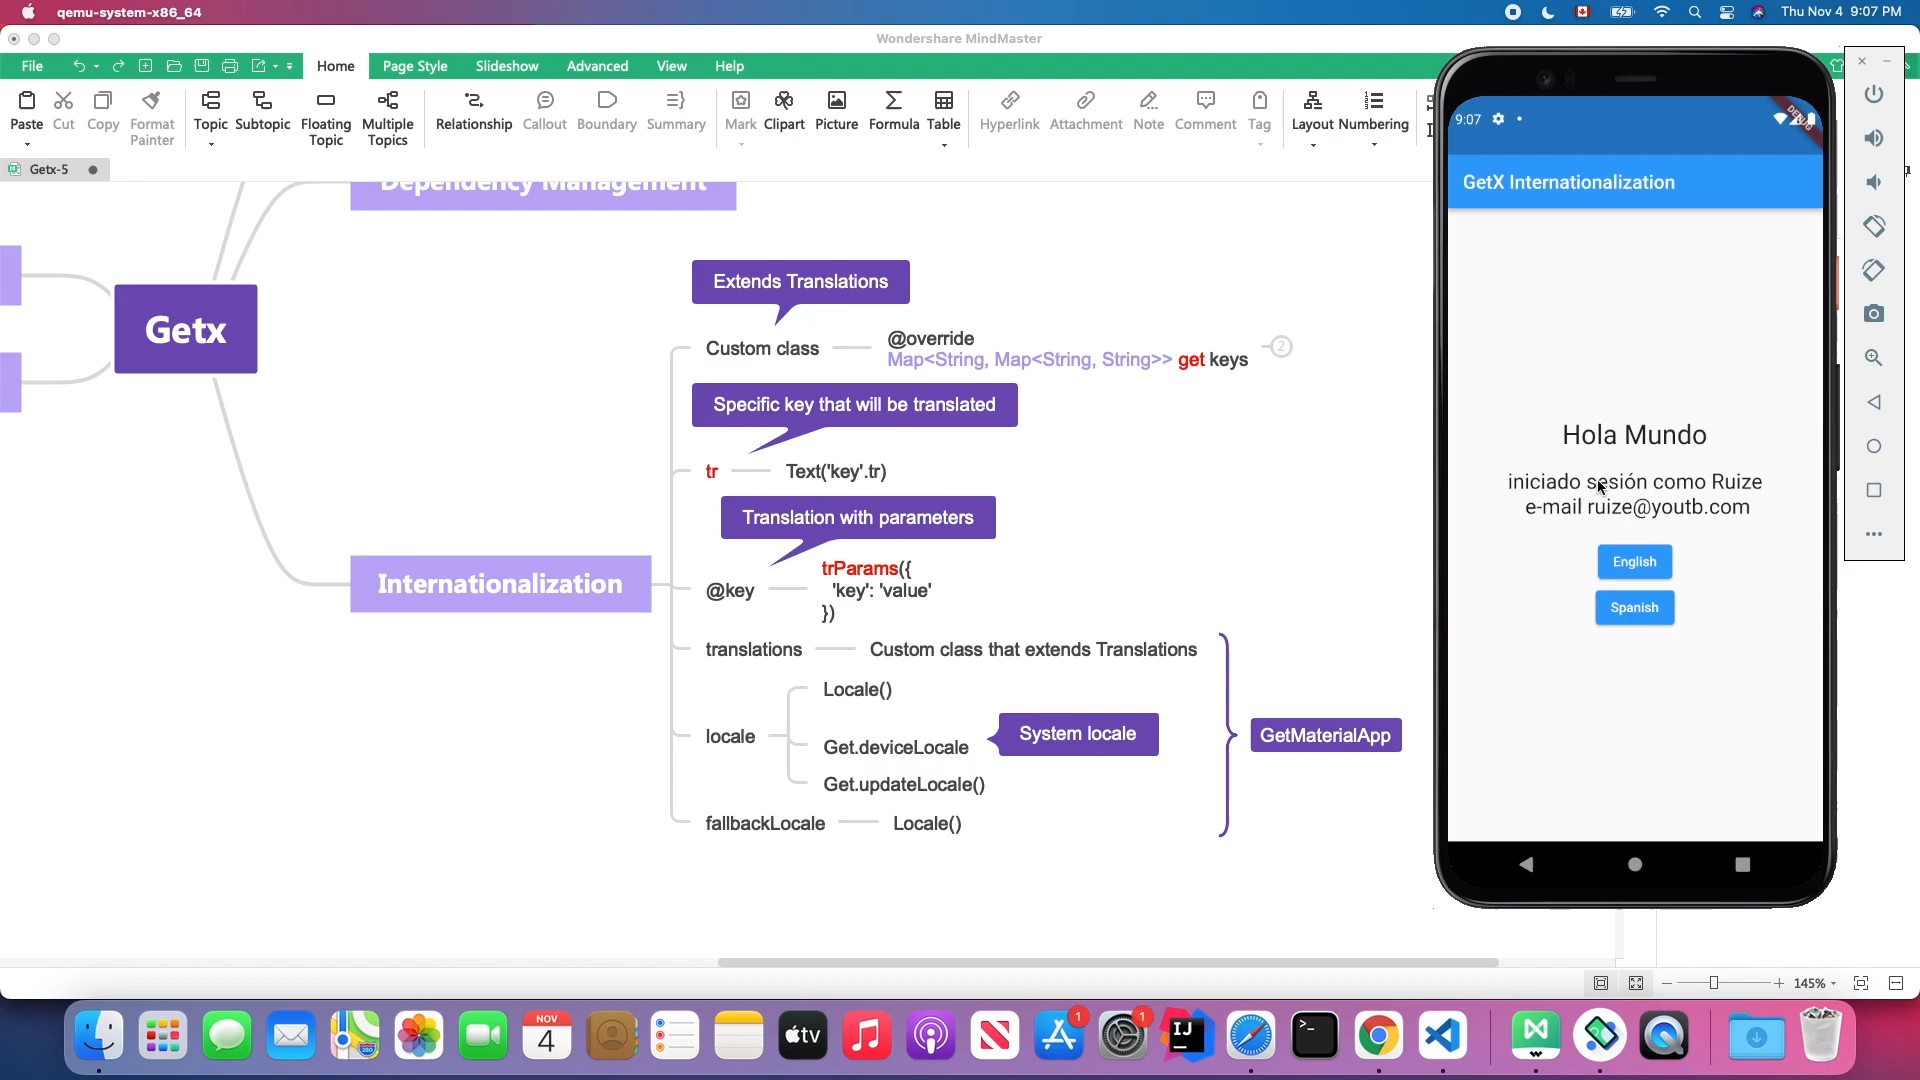 qemu-system-x86_64
Thu Nov 4 9:07 PM
Wondershare MindMaster
File
Home
Page Style
Slideshow
Advanced
View
Help
Paste
Cut
Copy
Format
Painter
Topic
Subtopic
Floating
Topic
Multiple
Topics
Relationship
Callout
Boundary
Summary
Mark
Clipart
Picture
Formula
Table
Hyperlink
Attachment
Note
Comment
Tag
Layout
Numbering
Getx-5
Dependency Management
Getx
Extends Translations
Custom class
@override
Map<String, Map<String, String>> get keys
2
Specific key that will be translated
tr
Text('key'.tr)
Translation with parameters
@key
trParams({
'key': 'value'
})
Internationalization
translations
Custom class that extends Translations
locale
Locale()
Get.deviceLocale
System locale
Get.updateLocale()
GetMaterialApp
fallbackLocale
Locale()
9:07
DEBUG
GetX Internationalization
Hola Mundo
iniciado sesión como Ruize
e-mail ruize@youtb.com
English
Spanish
145%
NOV
4
280
tv
1
1
IJ
>_